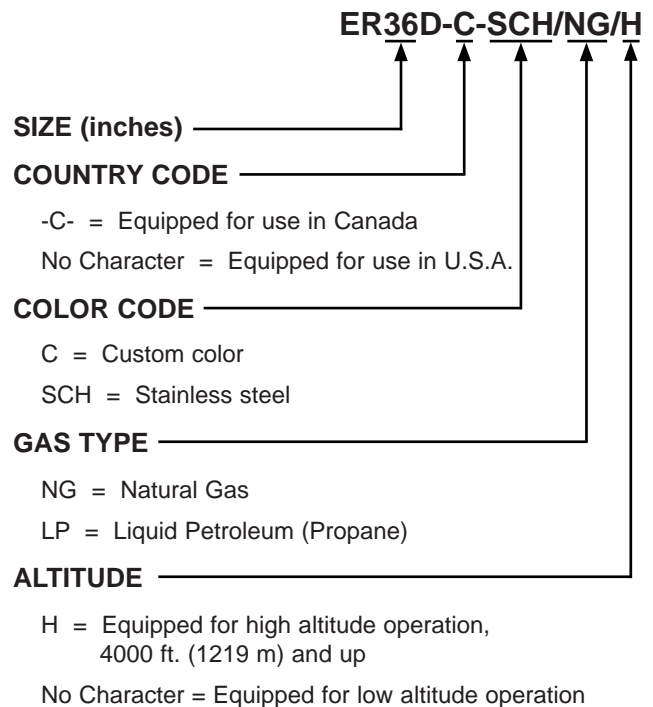 ER36D-C-SCH/NG/H
SIZE (inches)
COUNTRY CODE
-C- = Equipped for use in Canada
No Character = Equipped for use in U.S.A.
COLOR CODE
C = Custom color
SCH = Stainless steel
GAS TYPE
NG = Natural Gas
LP = Liquid Petroleum (Propane)
ALTITUDE
H = Equipped for high altitude operation,
4000 ft. (1219 m) and up
No Character = Equipped for low altitude operation